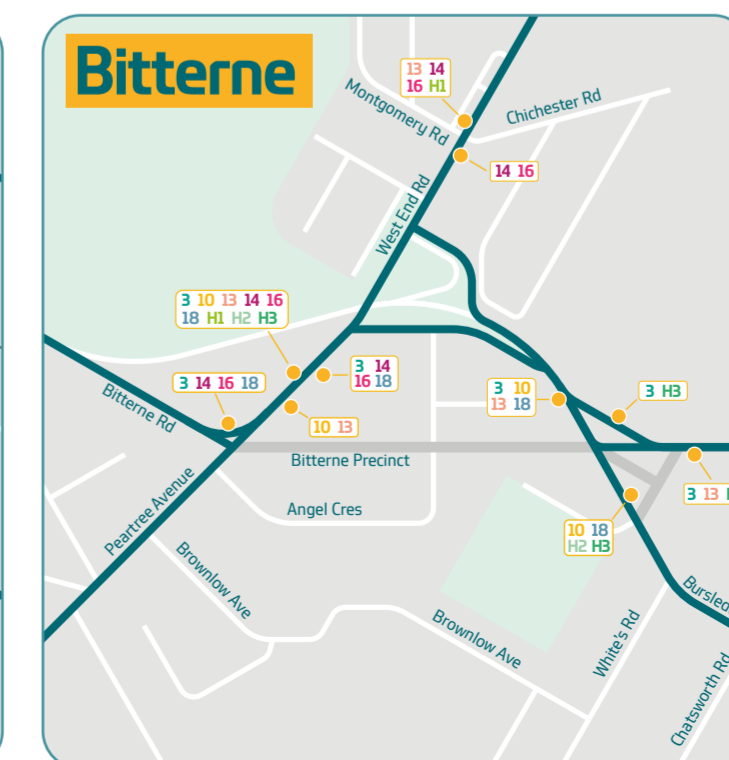 Bitterne
13 14
16 H1
Montgomery Rd
Chichester Rd
14 16
West End Rd
3 10 13 14 16
18 H1 H2 H3
3 14 16 18
3 14
16 18
10 13
Bitterne Rd
3 10
13 18
3 H3
Bitterne Precinct
3 13
Angel Cres
Peartree Avenue
10 18
H2 H3
Brownlow Ave
Brownlow Ave
White's Rd
Chatsworth Rd